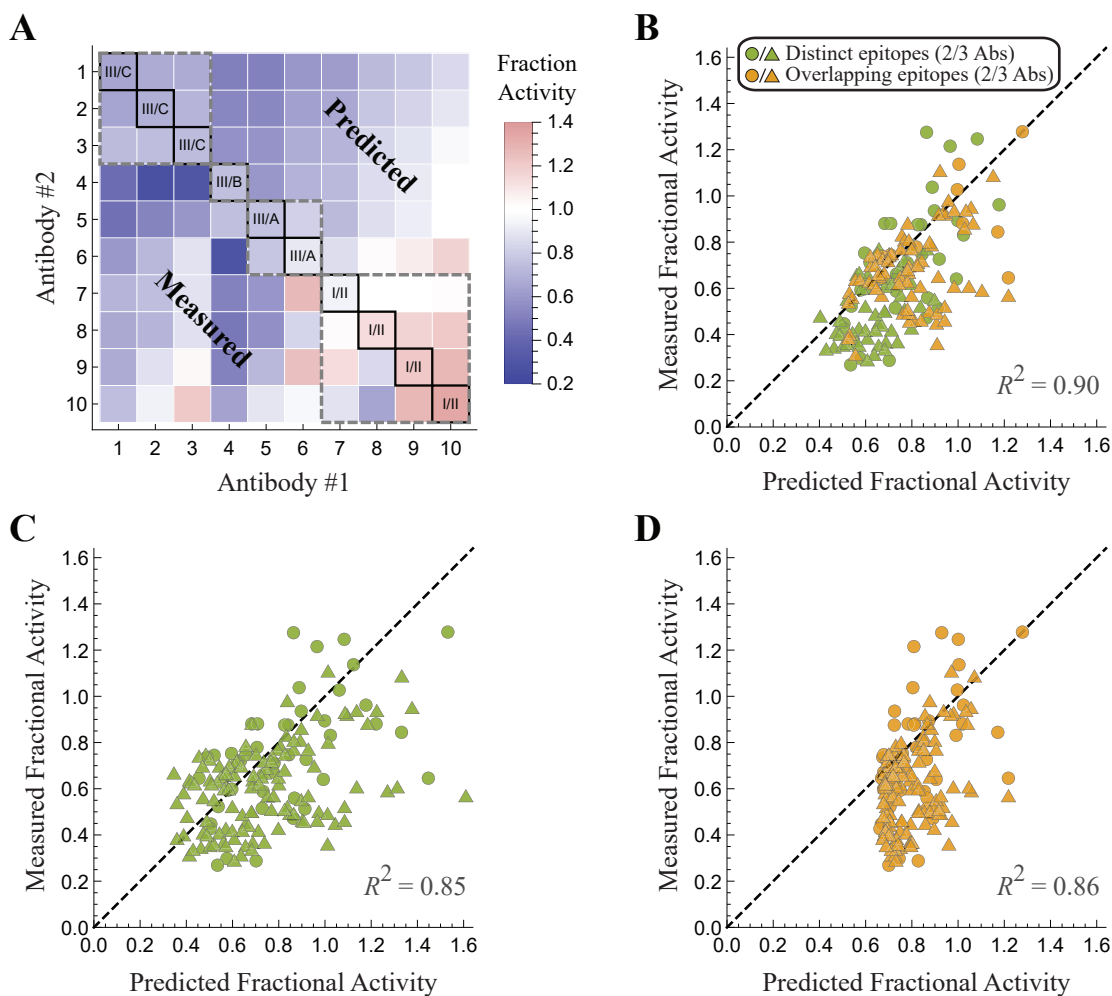 A
Fraction
Activity
1
2
3
4
5
6
7
8
9
10
Antibody #2
III/C
III/C
III/C
III/B
III/A
III/A
I/II
I/II
I/II
I/II
Predicted
Measured
1.4
1.2
1.0
0.8
0.6
0.4
0.2
1 2 3 4 5 6 7 8 9 10
Antibody #1
B
Distinct epitopes (2/3 Abs)
Overlapping epitopes (2/3 Abs)
1.6
1.4
1.2
1.0
0.8
0.6
0.4
0.2
0.0
Measured Fractional Activity
R² = 0.90
0.0 0.2 0.4 0.6 0.8 1.0 1.2 1.4 1.6
Predicted Fractional Activity
C
1.6
1.4
1.2
1.0
0.8
0.6
0.4
0.2
0.0
Measured Fractional Activity
R² = 0.85
0.0 0.2 0.4 0.6 0.8 1.0 1.2 1.4 1.6
Predicted Fractional Activity
D
1.6
1.4
1.2
1.0
0.8
0.6
0.4
0.2
0.0
Measured Fractional Activity
R² = 0.86
0.0 0.2 0.4 0.6 0.8 1.0 1.2 1.4 1.6
Predicted Fractional Activity